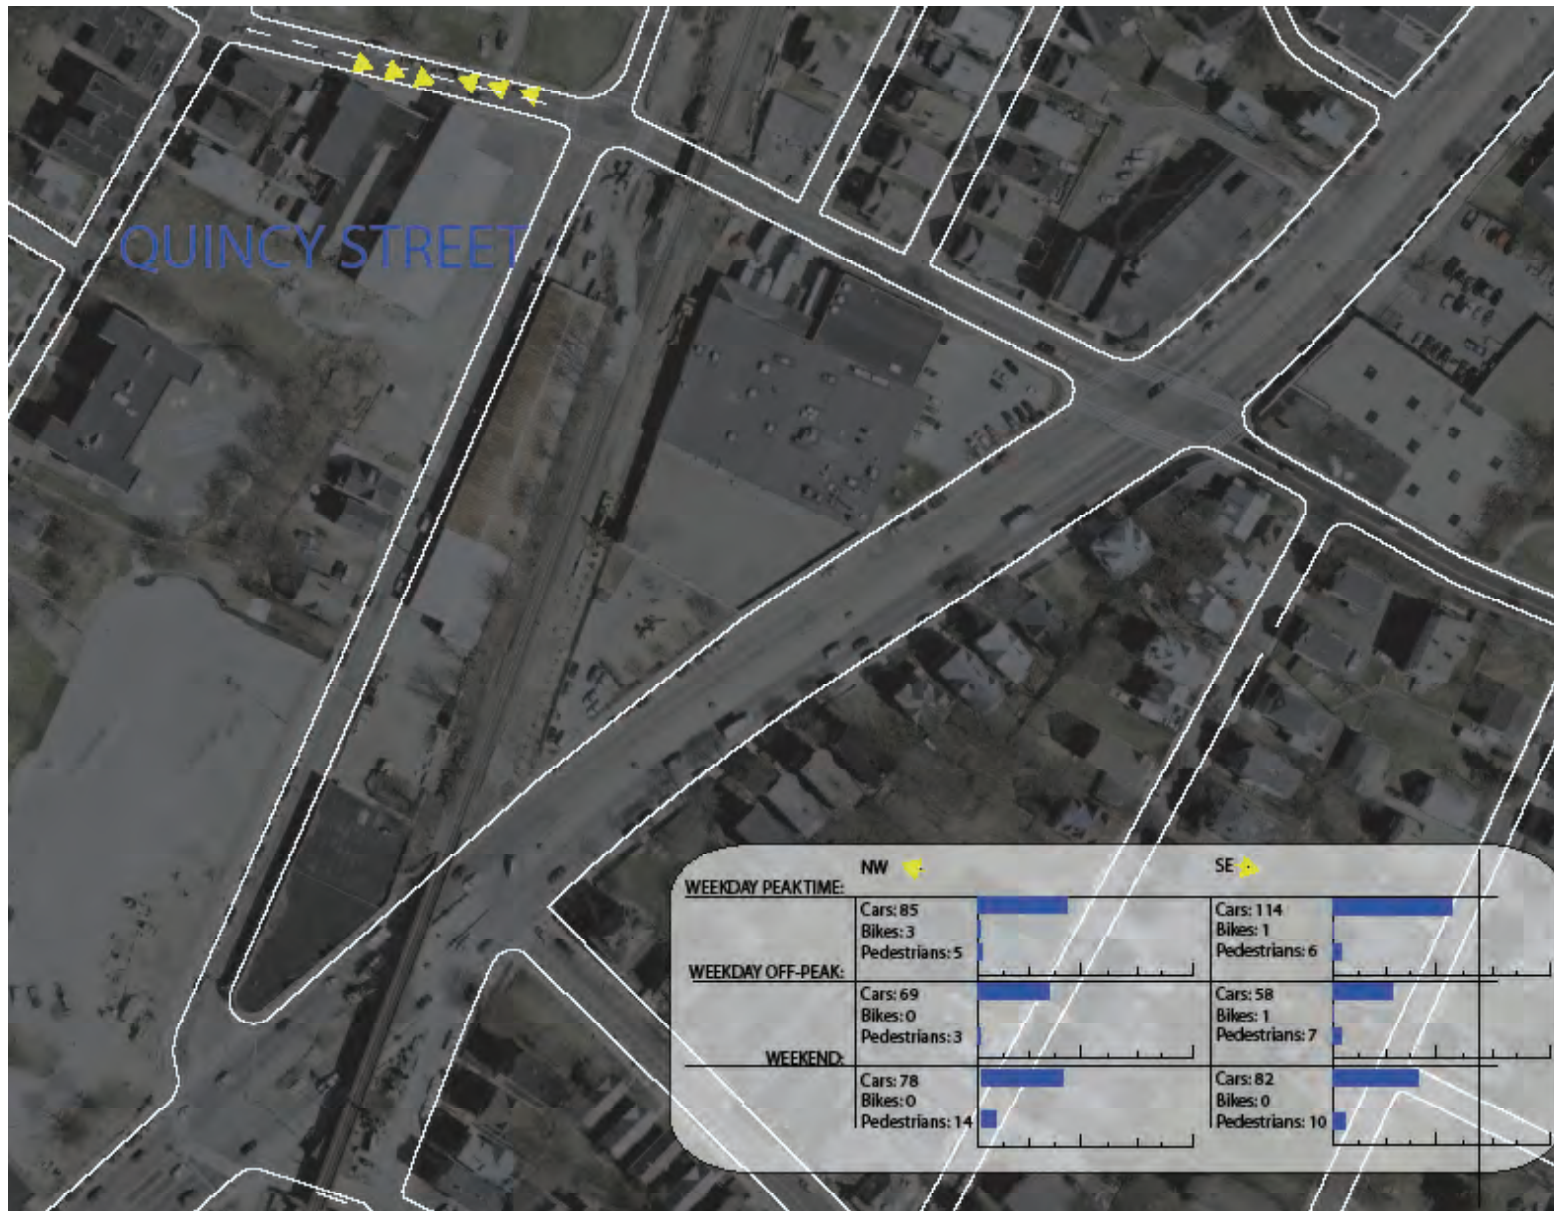 QUINCY STREET
NW
SE
WEEKDAY PEAK TIME:
Cars: 85
Bikes: 3
Pedestrians: 5
Cars: 114
Bikes: 1
Pedestrians: 6
WEEKDAY OFF-PEAK:
Cars: 69
Bikes: 0
Pedestrians: 3
Cars: 58
Bikes: 1
Pedestrians: 7
WEEKEND:
Cars: 78
Bikes: 0
Pedestrians: 14
Cars: 82
Bikes: 0
Pedestrians: 10